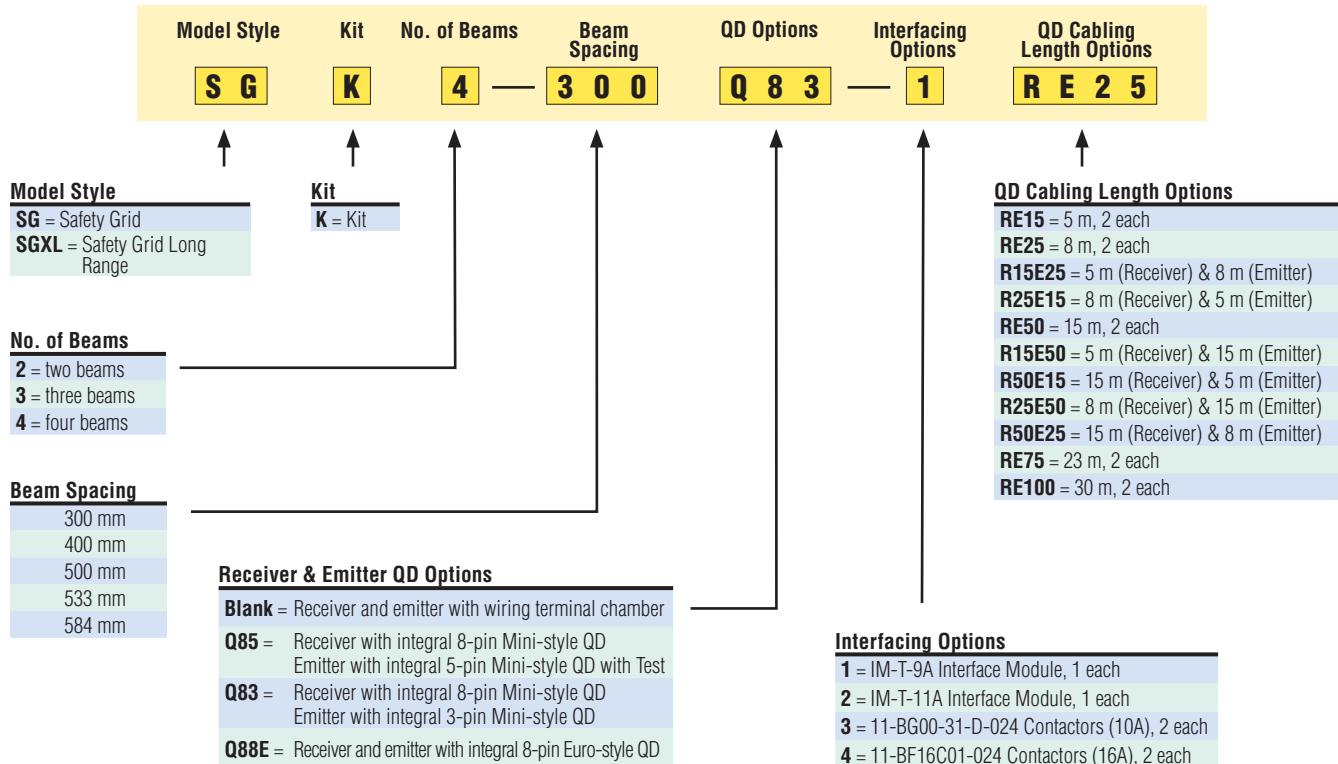 Model Style
Kit
No. of Beams
Beam
Spacing
QD Options
Interfacing
Options
QD Cabling
Length Options
S G K 4 — 3 0 0 Q 8 3 — 1 R E 2 5
Model Style
SG = Safety Grid
SGXL = Safety Grid Long
Range
Kit
K = Kit
No. of Beams
2 = two beams
3 = three beams
4 = four beams
Beam Spacing
300 mm
400 mm
500 mm
533 mm
584 mm
Receiver & Emitter QD Options
Blank = Receiver and emitter with wiring terminal chamber
Q85 = Receiver with integral 8-pin Mini-style QD
Emitter with integral 5-pin Mini-style QD with Test
Q83 = Receiver with integral 8-pin Mini-style QD
Emitter with integral 3-pin Mini-style QD
Q88E = Receiver and emitter with integral 8-pin Euro-style QD
Interfacing Options
1 = IM-T-9A Interface Module, 1 each
2 = IM-T-11A Interface Module, 1 each
3 = 11-BG00-31-D-024 Contactors (10A), 2 each
4 = 11-BF16C01-024 Contactors (16A), 2 each
QD Cabling Length Options
RE15 = 5 m, 2 each
RE25 = 8 m, 2 each
R15E25 = 5 m (Receiver) & 8 m (Emitter)
R25E15 = 8 m (Receiver) & 5 m (Emitter)
RE50 = 15 m, 2 each
R15E50 = 5 m (Receiver) & 15 m (Emitter)
R50E15 = 15 m (Receiver) & 5 m (Emitter)
R25E50 = 8 m (Receiver) & 15 m (Emitter)
R50E25 = 15 m (Receiver) & 8 m (Emitter)
RE75 = 23 m, 2 each
RE100 = 30 m, 2 each